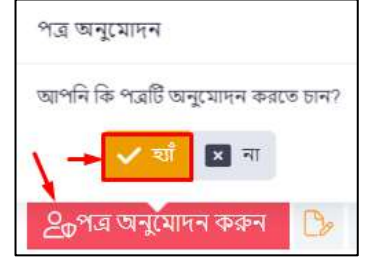 পত্র অনুমোদন
আপনি কি পত্রটি অনুমোদন করতে চান?
হ্যাঁ না
পত্র অনুমোদন করুন